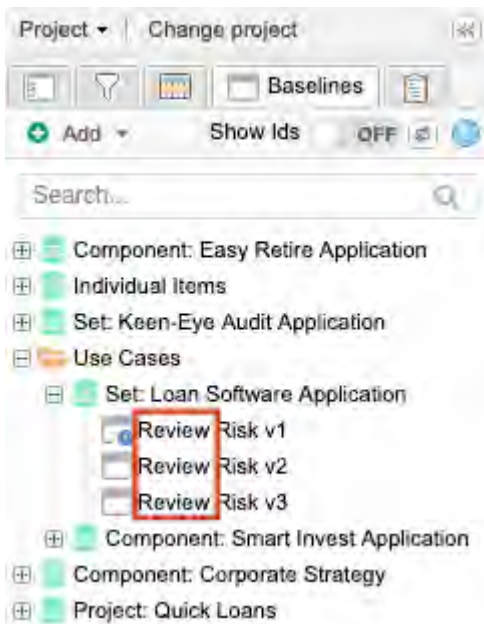 Project Change project
Baselines
Add Show Ids OFF
Search...
Component: Easy Retire Application
Individual Items
Set: Keen-Eye Audit Application
Use Cases
Set: Loan Software Application
Review Risk v1
Review Risk v2
Review Risk v3
Component: Smart Invest Application
Component: Corporate Strategy
Project: Quick Loans